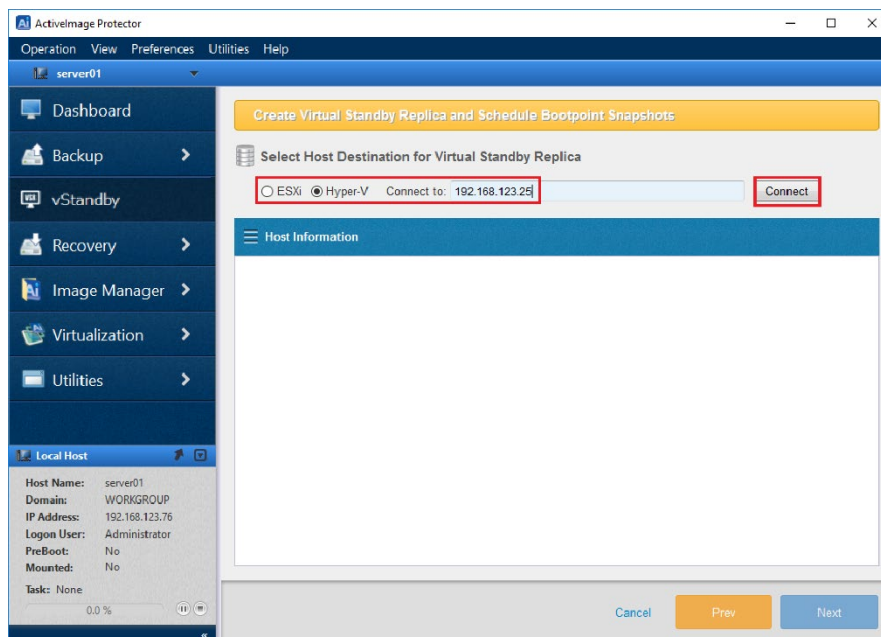 ActiveImage Protector
Operation View Preferences Utilities Help
server01
Dashboard
Backup
vStandby
Recovery
Image Manager
Virtualization
Utilities
Local Host
Host Name: server01
Domain: WORKGROUP
IP Address: 192.168.123.76
Logon User: Administrator
PreBoot: No
Mounted: No
Task: None
0.0 %
Create Virtual Standby Replica and Schedule Bootpoint Snapshots
Select Host Destination for Virtual Standby Replica
ESXi Hyper-V Connect to: 192.168.123.25 Connect
Host Information
Cancel Prev Next